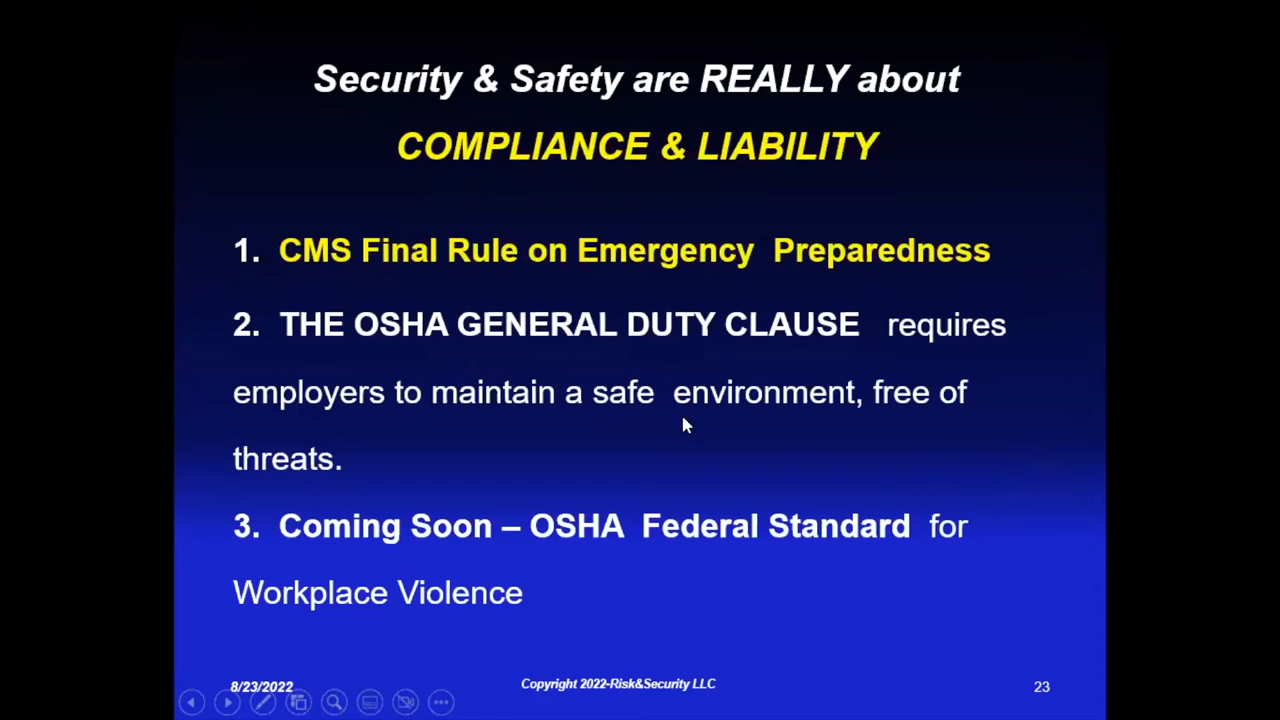 Security & Safety are REALLY about
COMPLIANCE & LIABILITY
1. CMS Final Rule on Emergency Preparedness
2. THE OSHA GENERAL DUTY CLAUSE requires
employers to maintain a safe environment, free of
threats.
3. Coming Soon – OSHA Federal Standard for
Workplace Violence
8/23/2022
Copyright 2022-Risk&Security LLC
23